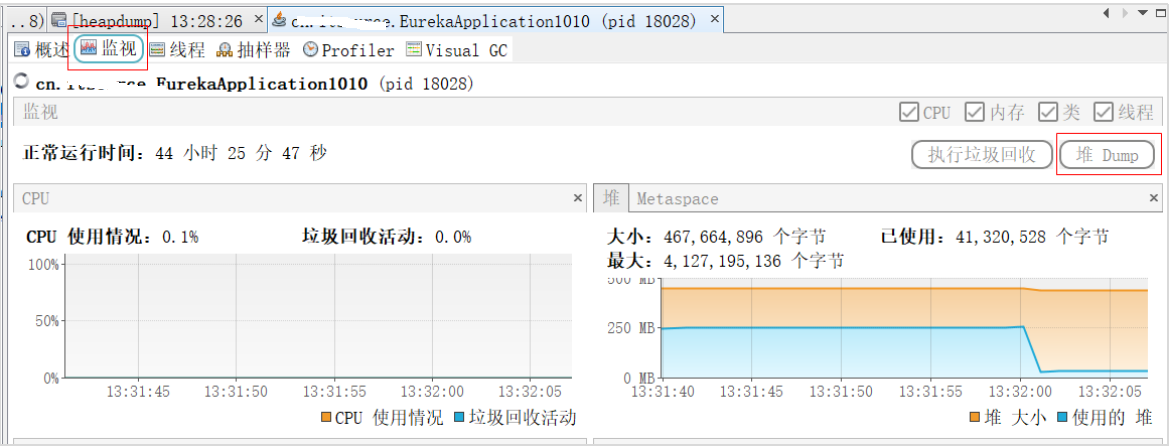 ..8) [heapdump] 13:28:26 × .EurekaApplication1010 (pid 18028) ×
概述 监视 线程 抽样器 Profiler Visual GC
EurekaApplication1010 (pid 18028)
监视 CPU 内存 类 线程
正常运行时间: 44 小时 25 分 47 秒 执行垃圾回收 堆 Dump
CPU ×
CPU 使用情况: 0.1% 垃圾回收活动: 0.0%
100%
50%
0%
13:31:45 13:31:50 13:31:55 13:32:00 13:32:05
CPU 使用情况 垃圾回收活动
堆 Metaspace ×
大小: 467,664,896 个字节 已使用: 41,320,528 个字节
最大: 4,127,195,136 个字节
500 MB
250 MB
0 MB
13:31:40 13:31:45 13:31:50 13:31:55 13:32:00 13:32:05
堆 大小 使用的 堆